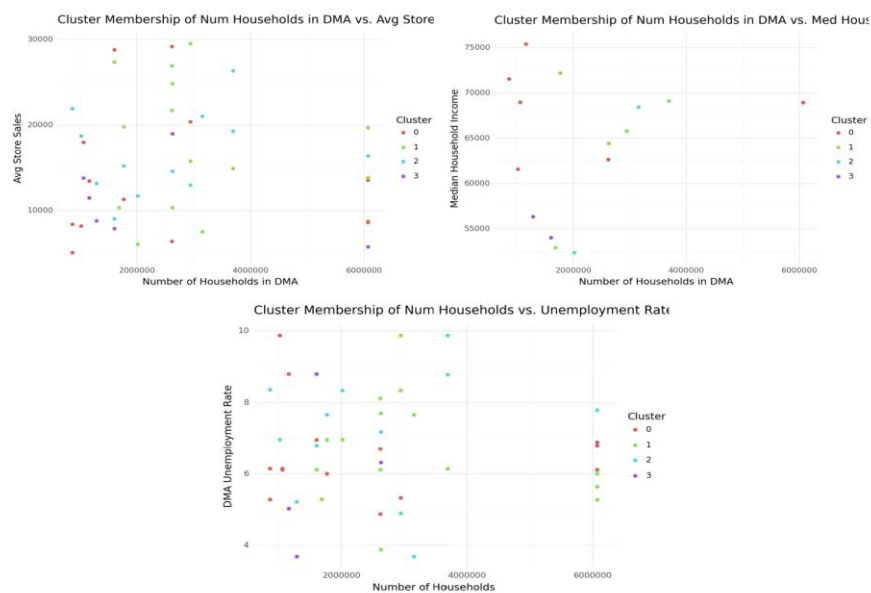 Cluster Membership of Num Households in DMA vs. Avg Store
30000
20000
10000
Avg Store Sales
2000000 4000000 6000000
Number of Households in DMA
Cluster
0
1
2
3
Cluster Membership of Num Households in DMA vs. Med Hous
75000
70000
65000
60000
55000
Median Household Income
2000000 4000000 6000000
Number of Households in DMA
Cluster
0
1
2
3
Cluster Membership of Num Households vs. Unemployment Rate
10
8
6
4
DMA Unemployment Rate
2000000 4000000 6000000
Number of Households
Cluster
0
1
2
3